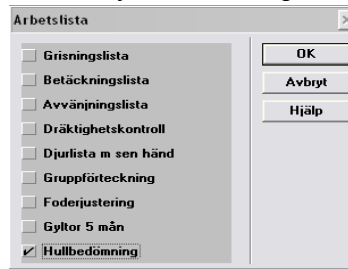 Arbetslista
Grisningslista
Betäckningslista
Avvänjningslista
Dräktighetskontroll
Djurlista m sen händ
Gruppförteckning
Foderjustering
Gyltor 5 mån
Hullbedömning
OK
Avbryt
Hjälp